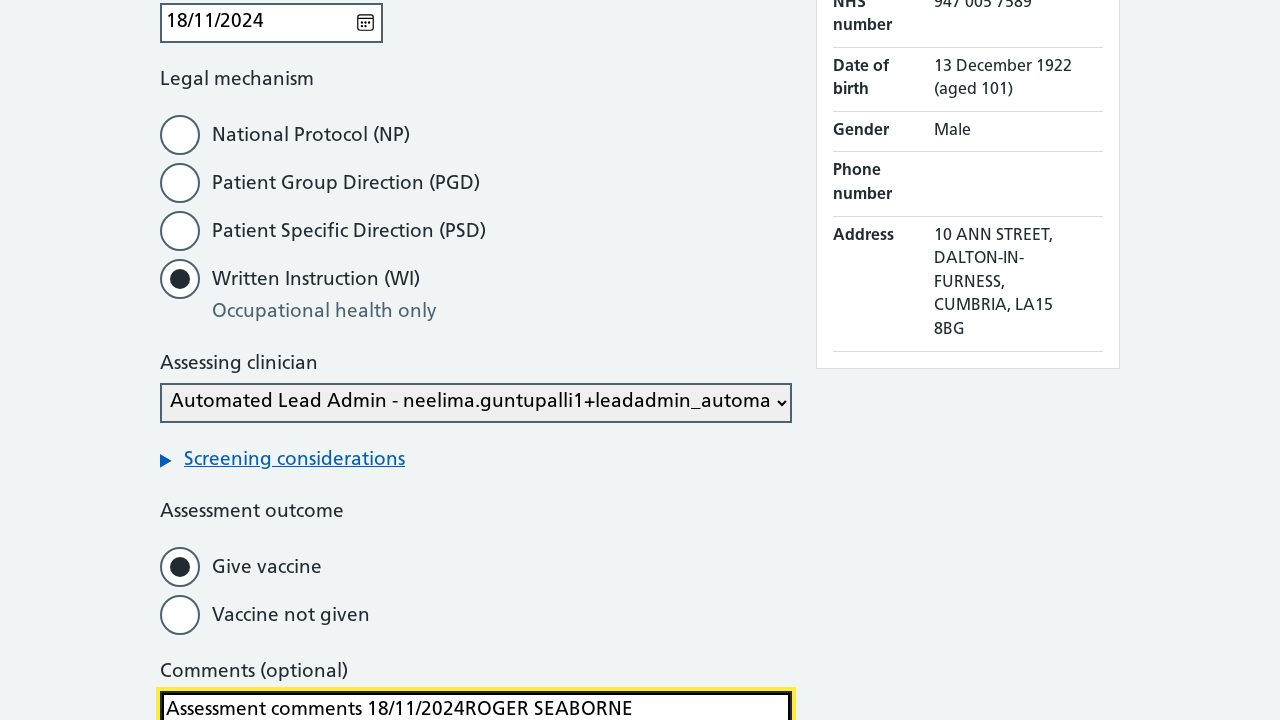 18/11/2024
Legal mechanism
National Protocol (NP)
Patient Group Direction (PGD)
Patient Specific Direction (PSD)
Written Instruction (WI)
Occupational health only
Assessing clinician
Automated Lead Admin - neelima.guntupalli1+leadadmin_automa
Screening considerations
Assessment outcome
Give vaccine
Vaccine not given
Comments (optional)
Assessment comments 18/11/2024ROGER SEABORNE
NHS
number
947 005 7589
Date of
birth
13 December 1922
(aged 101)
Gender
Male
Phone
number
Address
10 ANN STREET,
DALTON-IN-
FURNESS,
CUMBRIA, LA15
8BG